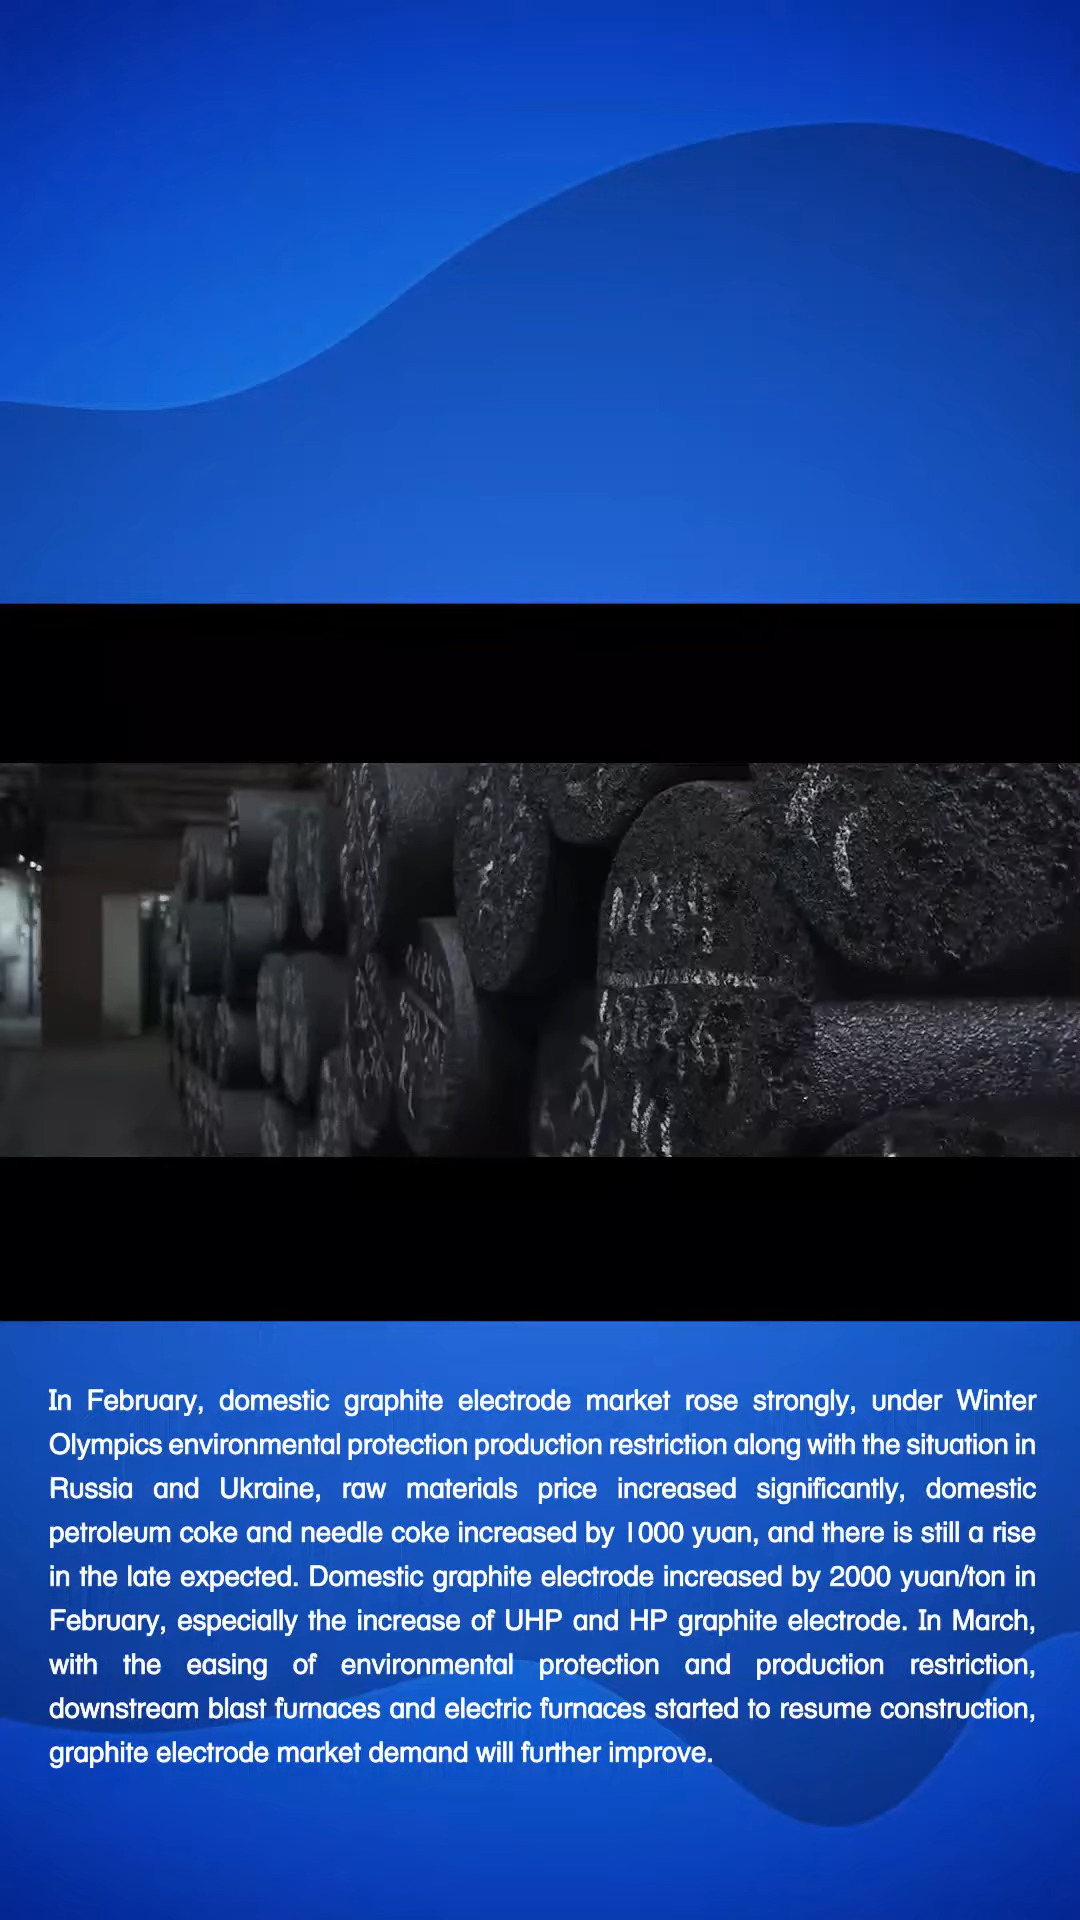 In February, domestic graphite electrode market rose strongly, under Winter
Olympics environmental protection production restriction along with the situation in
Russia and Ukraine, raw materials price increased significantly, domestic
petroleum coke and needle coke increased by 1000 yuan, and there is still a rise
in the late expected. Domestic graphite electrode increased by 2000 yuan/ton in
February, especially the increase of UHP and HP graphite electrode. In March,
with the easing of environmental protection and production restriction,
downstream blast furnaces and electric furnaces started to resume construction,
graphite electrode market demand will further improve.